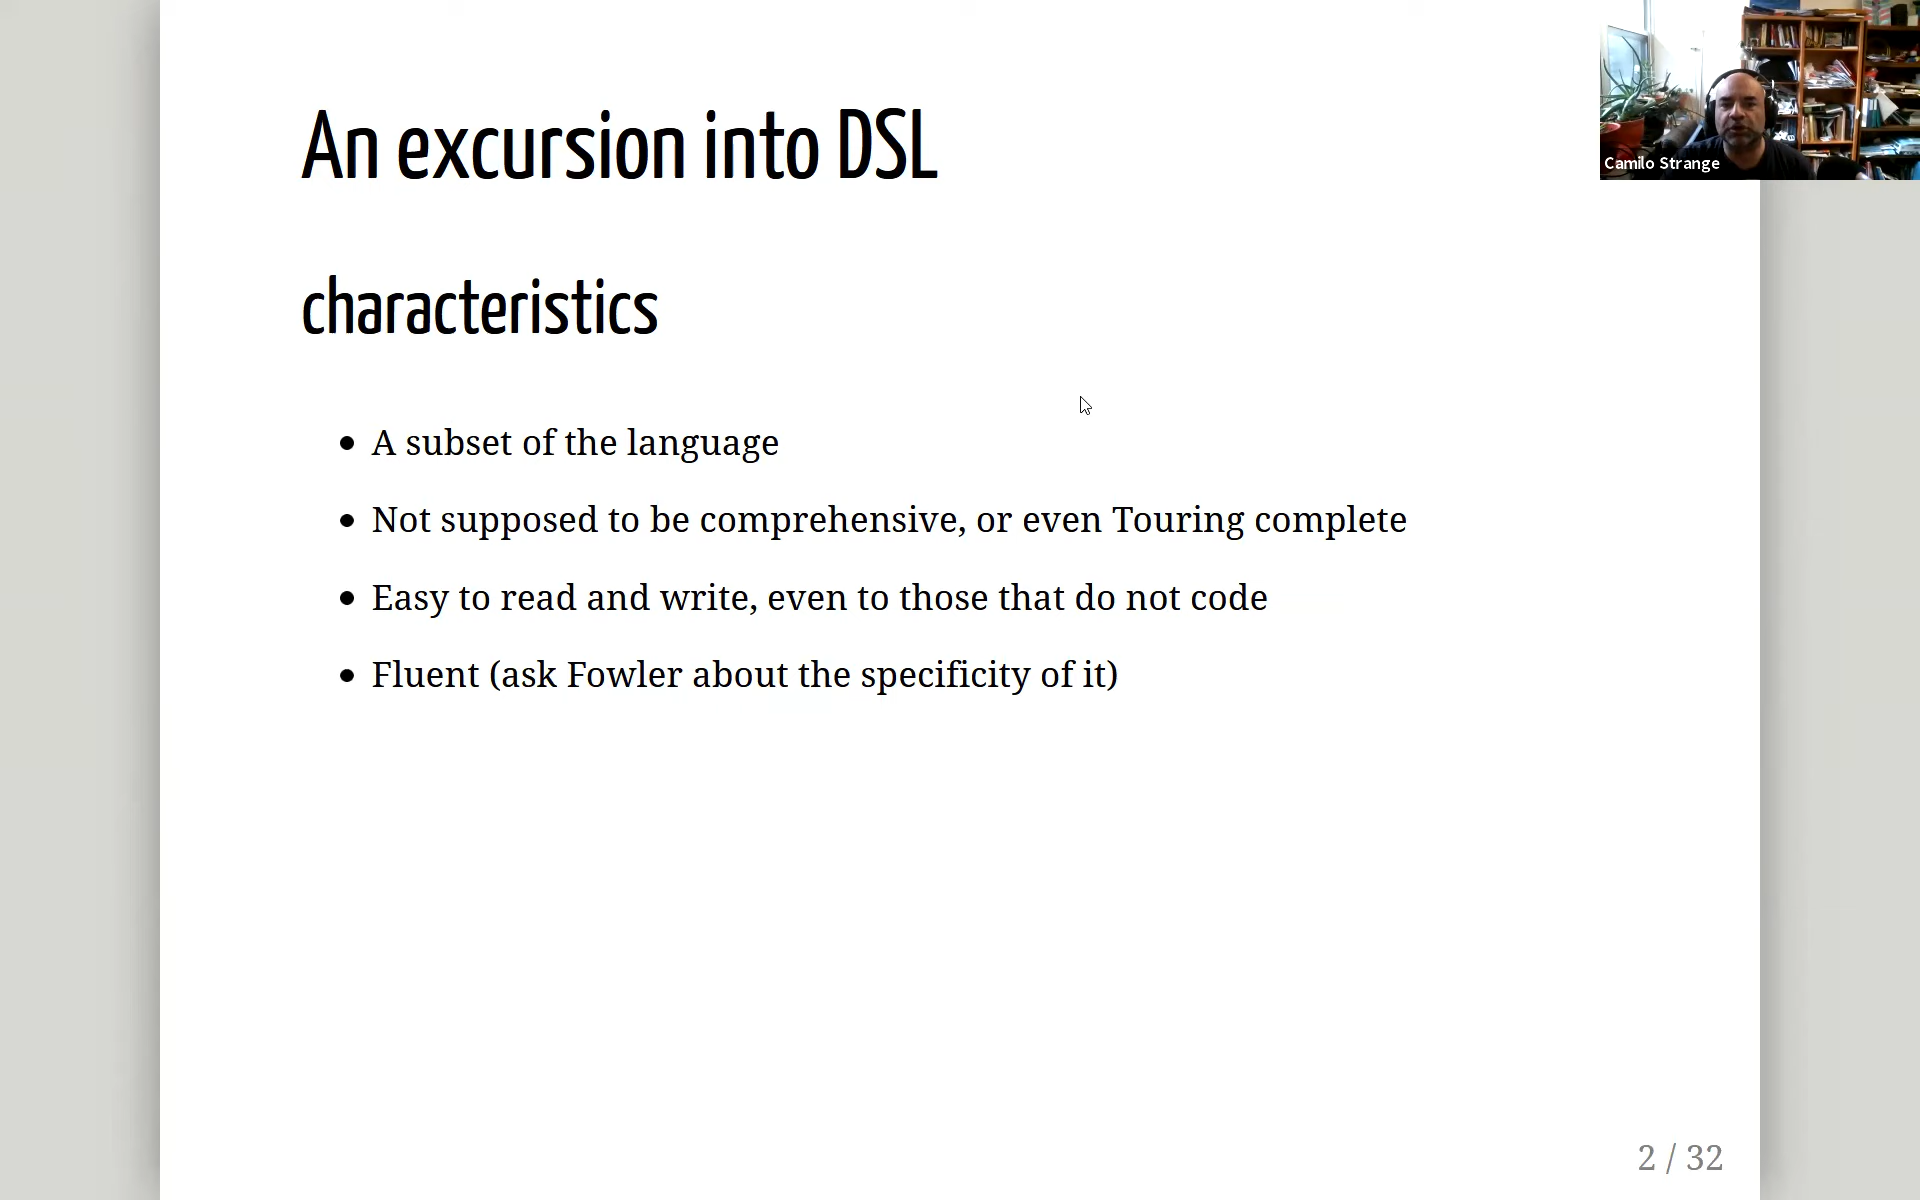 An excursion into DSL
Camilo Strange
characteristics
A subset of the language
Not supposed to be comprehensive, or even Touring complete
Easy to read and write, even to those that do not code
Fluent (ask Fowler about the specificity of it)
2 / 32